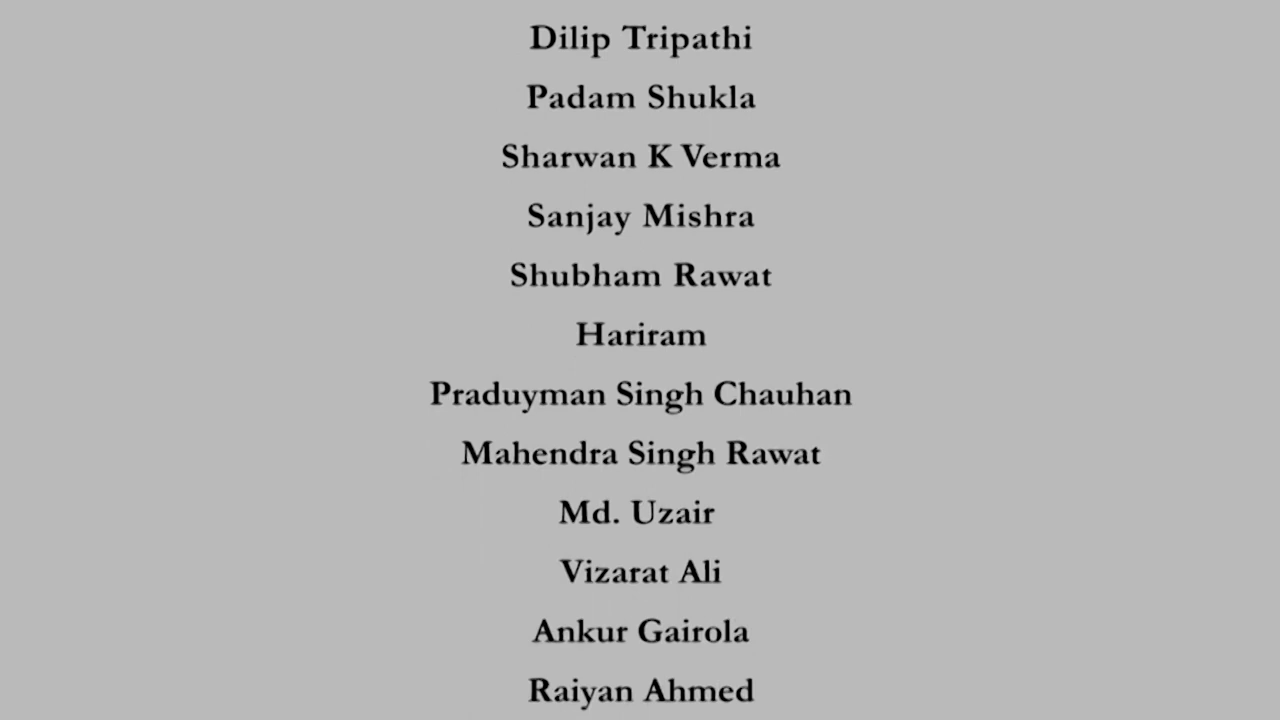 Dilip Tripathi
Padam Shukla
Sharwan K Verma
Sanjay Mishra
Shubham Rawat
Hariram
Praduyman Singh Chauhan
Mahendra Singh Rawat
Md. Uzair
Vizarat Ali
Ankur Gairola
Raiyan Ahmed